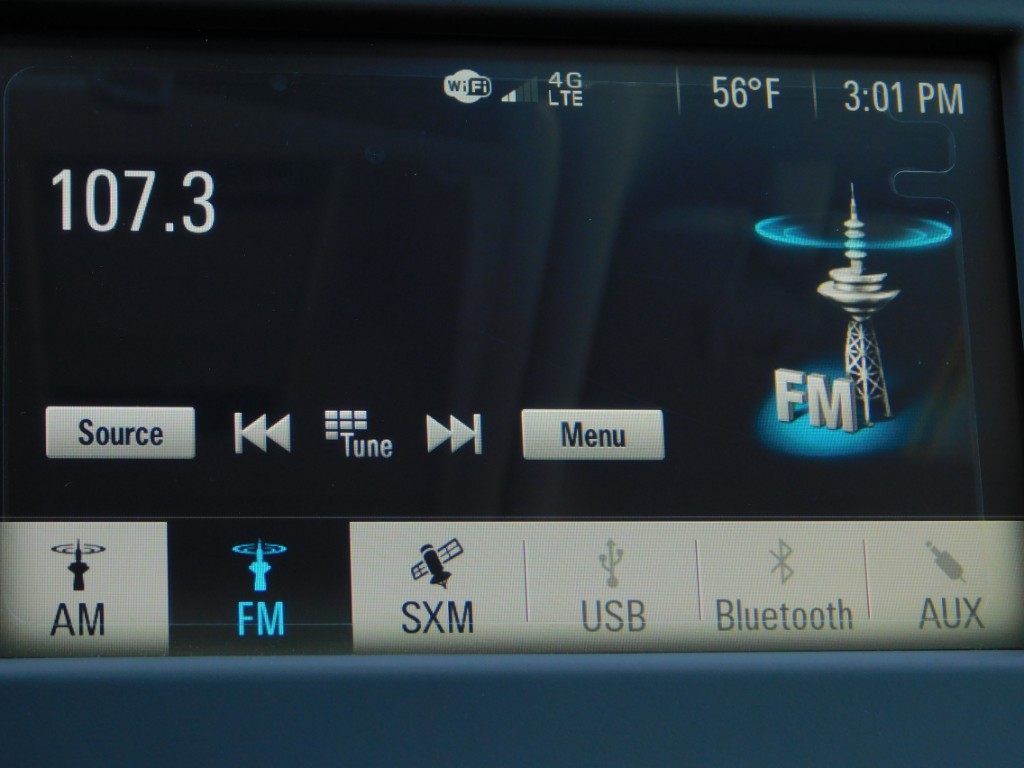 WiFi 4G LTE 56°F 3:01 PM
107.3
FM
Source Tune Menu
AM FM SXM USB Bluetooth AUX